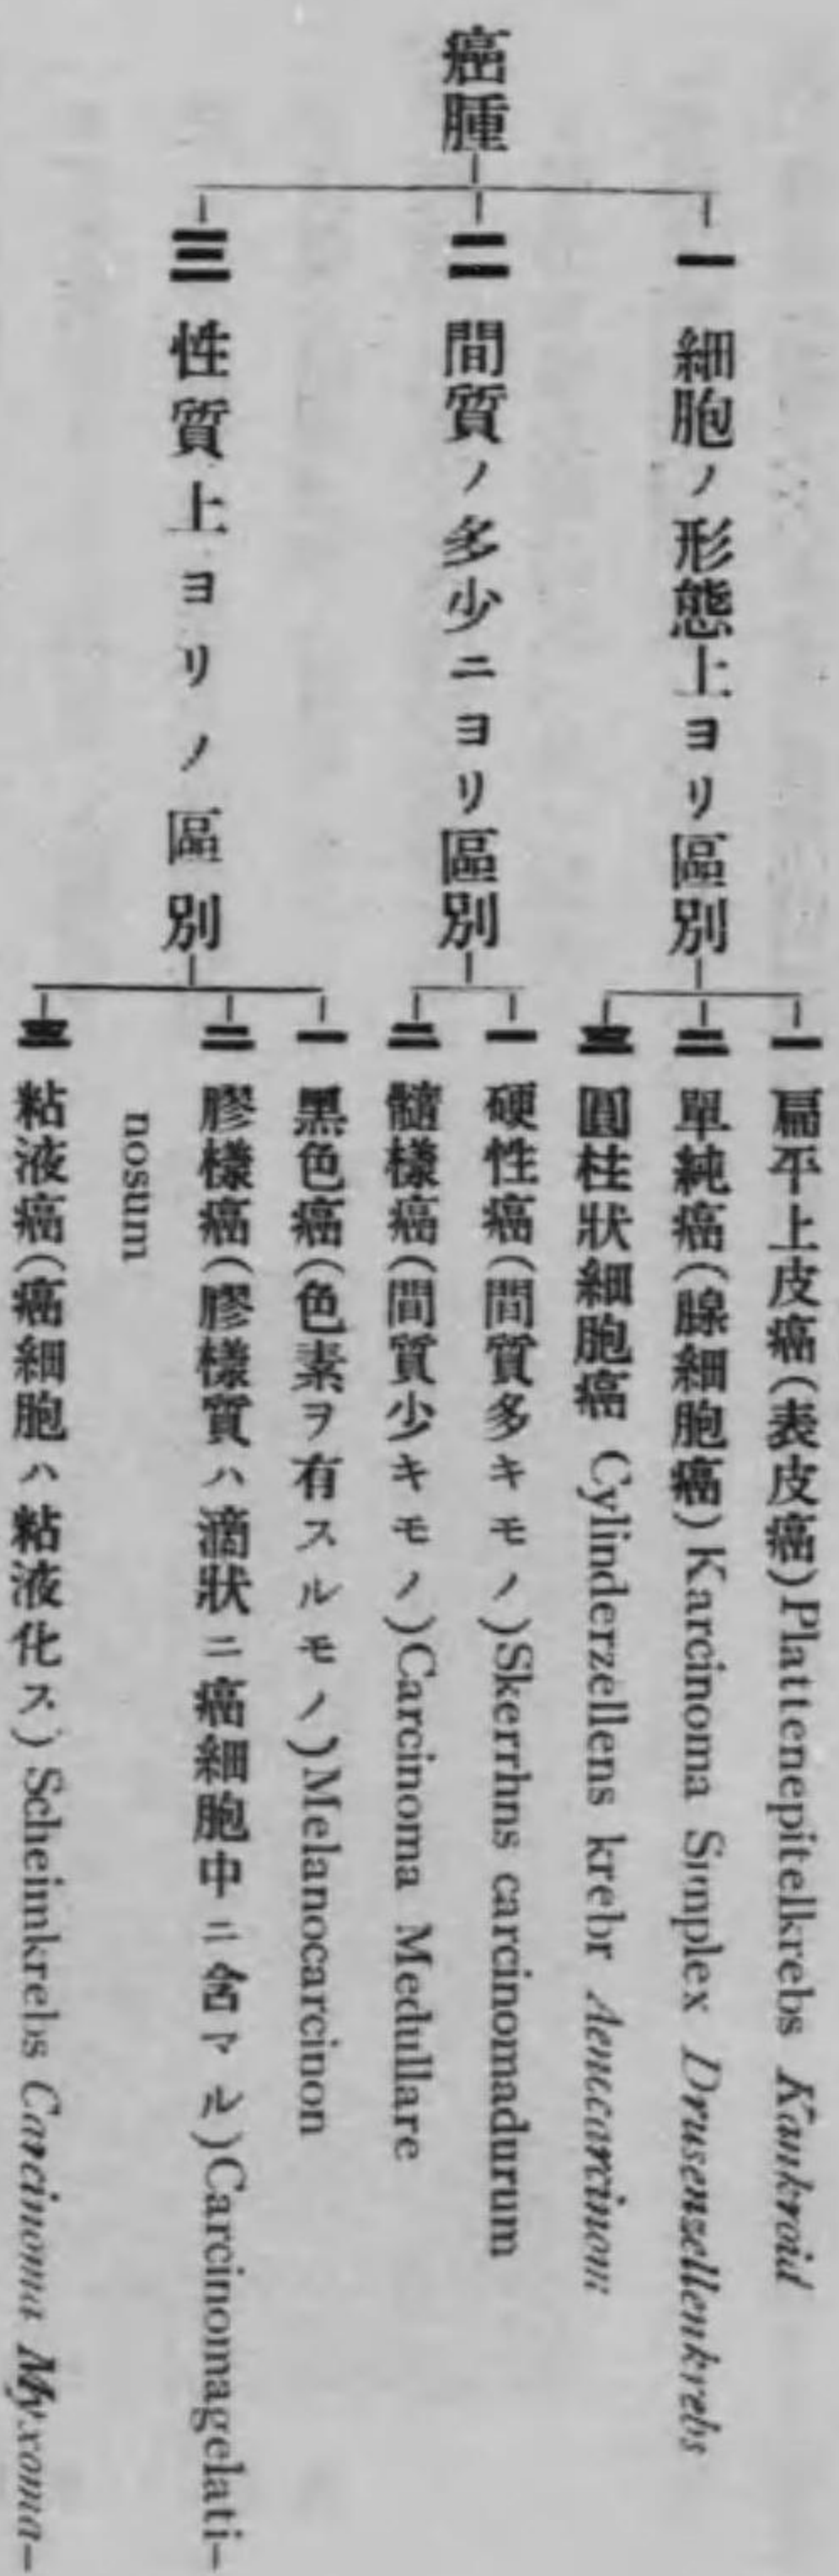 癌腫
一 細胞ノ形態上ヨリ區別
一 扁平上皮癌(表皮癌)Plattenepitelkrebs Kankroid
二 單純癌(腺細胞癌)Karcinoma Simplex Drusenzellenkrebs
三 圓柱狀細胞癌 Cylinderzellens krebr
二 間質ノ多少ニヨリ區別
一 硬性癌(間質多キモノ)Skerrhns carcinomadurum
二 髓樣癌(間質少キモノ)Carcinoma Medullare
三 性質上ヨリノ區別
一 黑色癌(色素ヲ有スルモノ)Melanocarcinon
二 膠樣癌(膠樣質ハ滴狀ニ癌細胞中ニ含マル)Carcinomagelati-
nosum
三 粘液癌(癌細胞ハ粘液化ス)Scheimkrebs Carcinoma Myxoma-